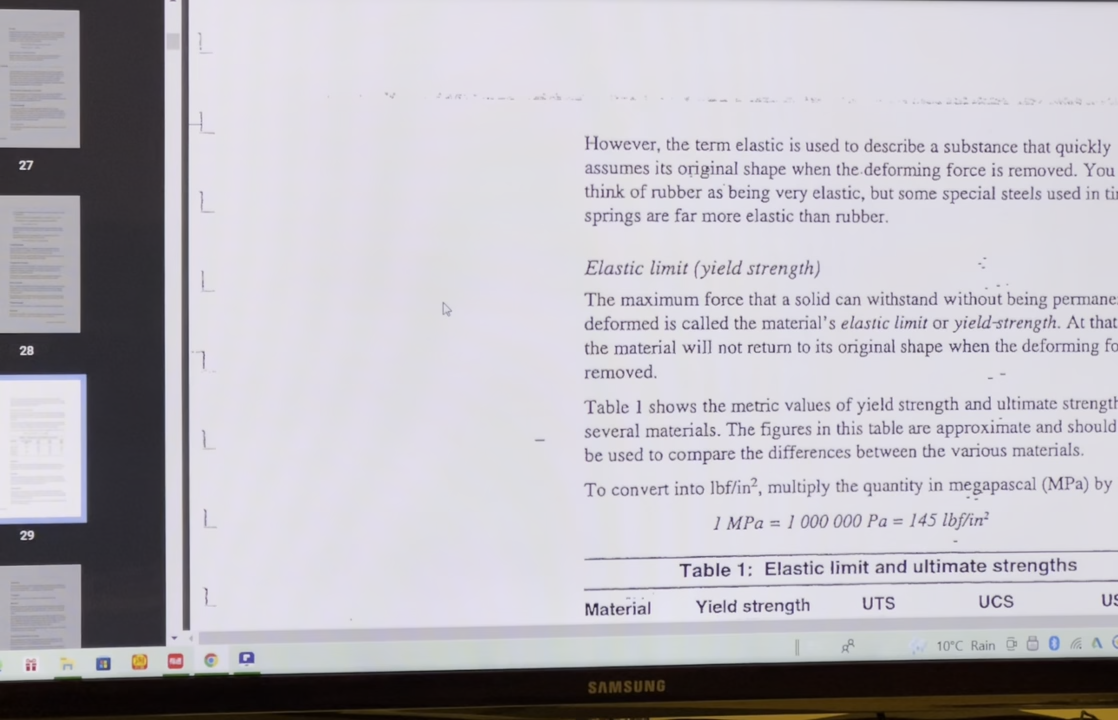 However, the term elastic is used to describe a substance that quickly
assumes its original shape when the deforming force is removed. You
think of rubber as being very elastic, but some special steels used in
springs are far more elastic than rubber.
Elastic limit (yield strength)
The maximum force that a solid can withstand without being
deformed is called the material's elastic limit or yield-strength. At that
the material will not return to its original shape when the deforming
removed.
Table 1 shows the metric values of yield strength and ultimate strength
several materials. The figures in this table are approximate and should
be used to compare the differences between the various materials.
To convert into lbf/in², multiply the quantity in megapascal (MPa) by
1 MPa = 1 000 000 Pa = 145 lbf/in²
Table 1: Elastic limit and ultimate strengths
Material Yield strength UTS UCS
27
28
29
10°C Rain
SAMSUNG